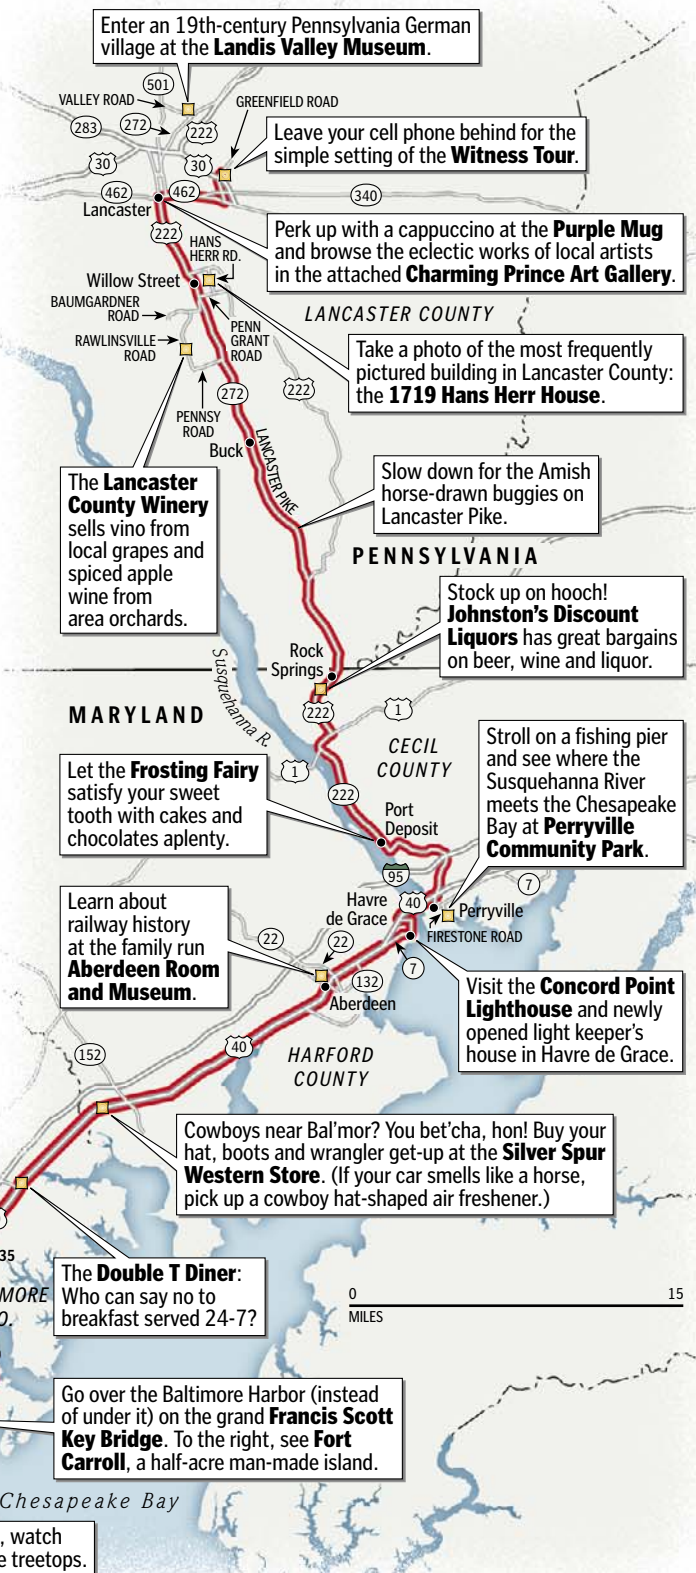 Enter an 19th-century Pennsylvania German
village at the Landis Valley Museum.
501
VALLEY ROAD
GREENFIELD ROAD
283
272
222
Leave your cell phone behind for the
simple setting of the Witness Tour.
30
30
462
462
340
Lancaster
222
Perk up with a cappuccino at the Purple Mug
and browse the eclectic works of local artists
in the attached Charming Prince Art Gallery.
HANS
HERR RD.
Willow Street
BAUMGARDNER
ROAD
LANCASTER COUNTY
RAWLINSVILLE
ROAD
PENN
GRANT
ROAD
Take a photo of the most frequently
pictured building in Lancaster County:
the 1719 Hans Herr House.
272
222
PENNSY
ROAD
Buck
LANCASTER PIKE
The Lancaster
County Winery
sells vino from
local grapes and
spiced apple
wine from
area orchards.
Slow down for the Amish
horse-drawn buggies on
Lancaster Pike.
PENNSYLVANIA
Stock up on hooch!
Johnston's Discount
Liquors has great bargains
on beer, wine and liquor.
Rock
Springs
Susquehanna R.
222
1
MARYLAND
CECIL
COUNTY
Stroll on a fishing pier
and see where the
Susquehanna River
meets the Chesapeake
Bay at Perryville
Community Park.
Let the Frosting Fairy
satisfy your sweet
tooth with cakes and
chocolates aplenty.
1
222
Port
Deposit
95
7
Learn about
railway history
at the family run
Aberdeen Room
and Museum.
Havre
de Grace
40
Perryville
FIRESTONE ROAD
22
22
7
132
Aberdeen
Visit the Concord Point
Lighthouse and newly
opened light keeper's
house in Havre de Grace.
40
152
HARFORD
COUNTY
Cowboys near Bal'mor? You bet'cha, hon! Buy your
hat, boots and wrangler get-up at the Silver Spur
Western Store. (If your car smells like a horse,
pick up a cowboy hat-shaped air freshener.)
35
MORE
O.
The Double T Diner:
Who can say no to
breakfast served 24-7?
0 15
MILES
Go over the Baltimore Harbor (instead
of under it) on the grand Francis Scott
Key Bridge. To the right, see Fort
Carroll, a half-acre man-made island.
Chesapeake Bay
, watch
e treetops.